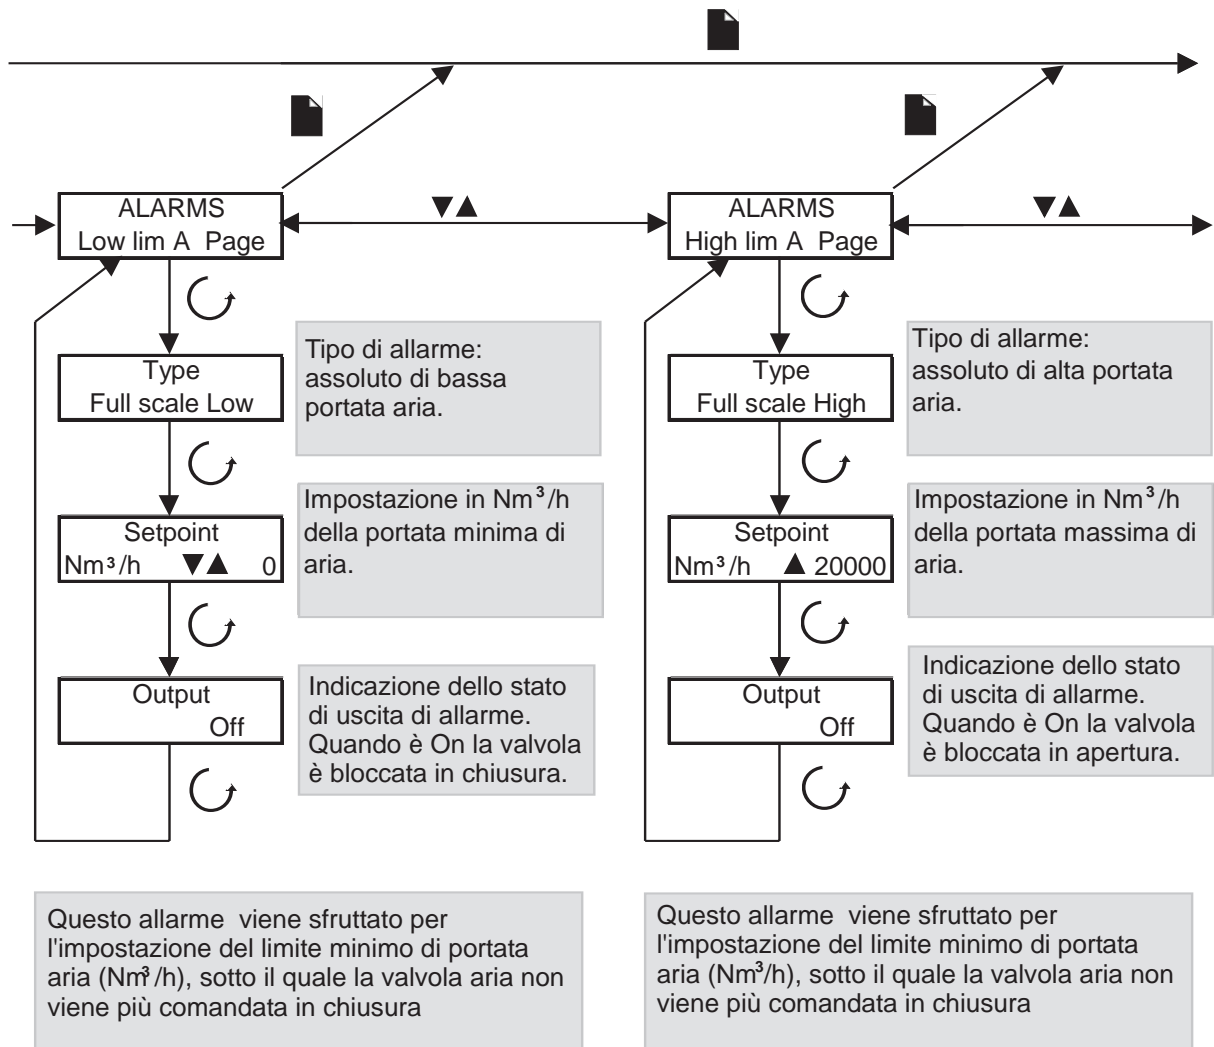 ALARMS
Low lim A Page
▼▲
Type
Full scale Low
Tipo di allarme:
assoluto di bassa
portata aria.
Setpoint
Nm³/h ▼▲ 0
Impostazione in Nm³/h
della portata minima di
aria.
Output
Off
Indicazione dello stato
di uscita di allarme.
Quando è On la valvola
è bloccata in chiusura.
Questo allarme viene sfruttato per
l'impostazione del limite minimo di portata
aria (Nm³/h), sotto il quale la valvola aria non
viene più comandata in chiusura
ALARMS
High lim A Page
▼▲
Type
Full scale High
Tipo di allarme:
assoluto di alta portata
aria.
Setpoint
Nm³/h ▲ 20000
Impostazione in Nm³/h
della portata massima di
aria.
Output
Off
Indicazione dello stato
di uscita di allarme.
Quando è On la valvola
è bloccata in apertura.
Questo allarme viene sfruttato per
l'impostazione del limite minimo di portata
aria (Nm³/h), sotto il quale la valvola aria non
viene più comandata in chiusura